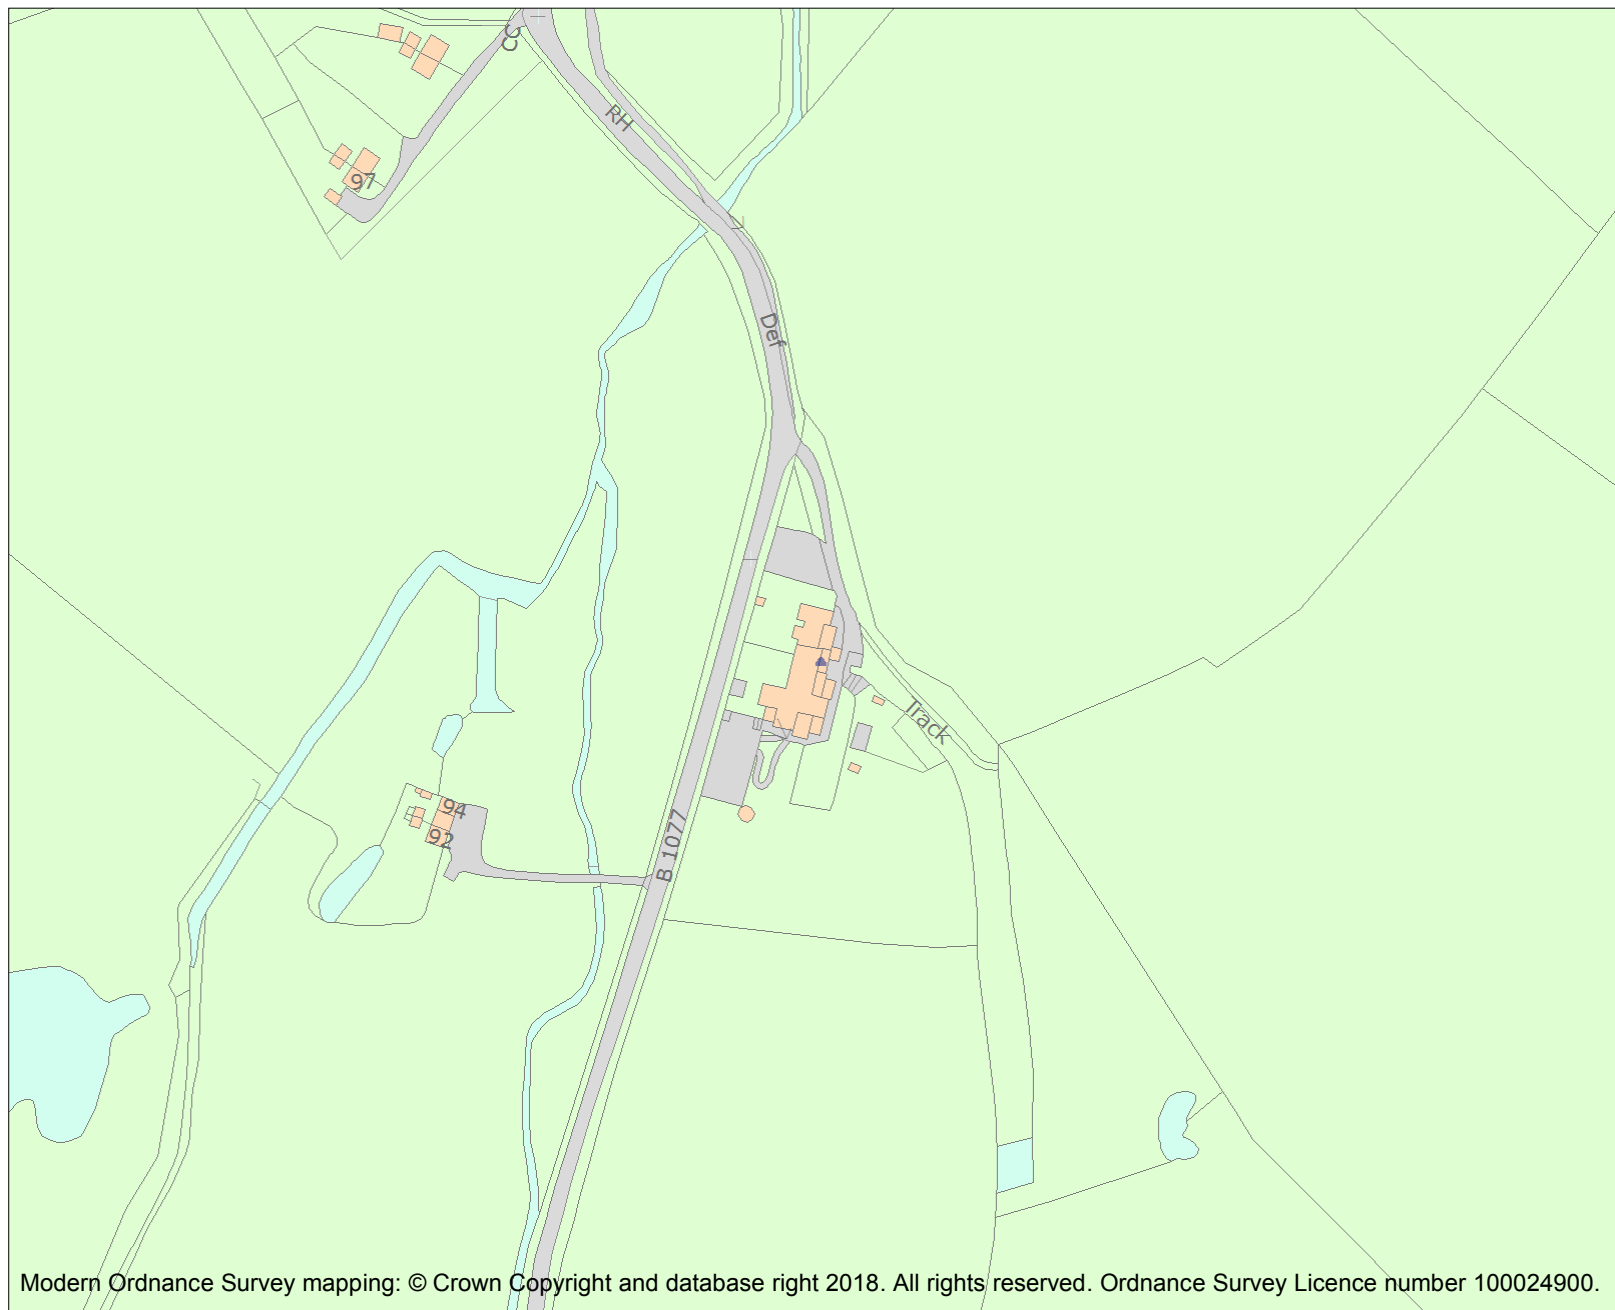 CC
RH
97
Def
Track
94
92
B 1077
Modern Ordnance Survey mapping: © Crown Copyright and database right 2018. All rights reserved. Ordnance Survey Licence number 100024900.